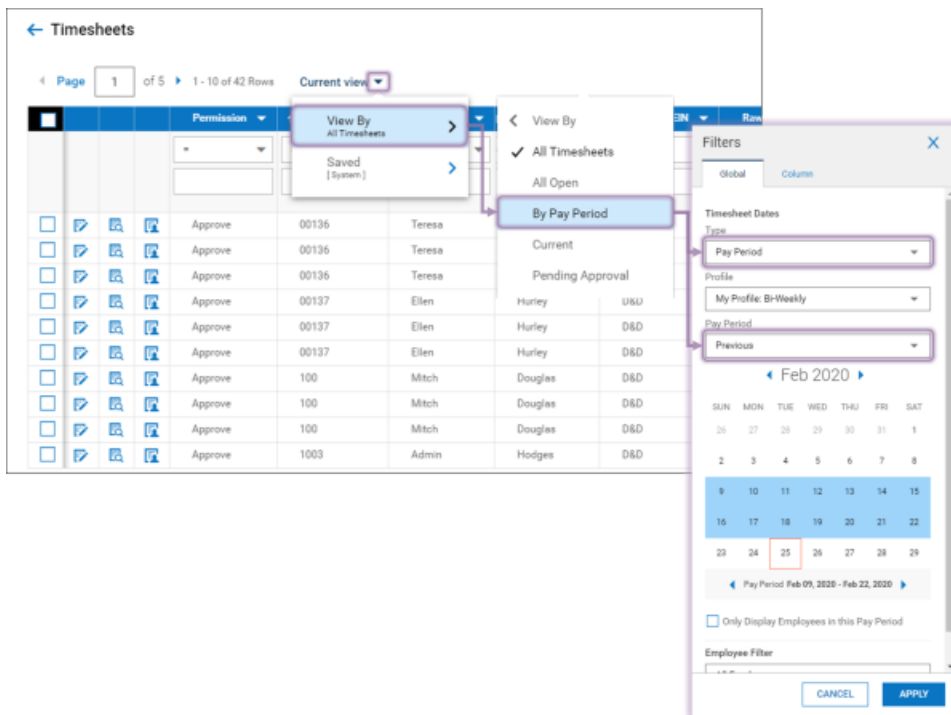 Timesheets
Page 1 of 5 1 - 10 of 42 Rows Current view
Permission EIN Raw
=
View By
All Timesheets
Saved
[ System ]
View By
All Timesheets
All Open
By Pay Period
Current
Pending Approval
Approve 00136 Teresa
Approve 00136 Teresa
Approve 00136 Teresa
Approve 00137 Ellen Hurley D&D
Approve 00137 Ellen Hurley D&D
Approve 00137 Ellen Hurley D&D
Approve 100 Mitch Douglas D&D
Approve 100 Mitch Douglas D&D
Approve 100 Mitch Douglas D&D
Approve 1003 Admin Hodges D&D
Filters X
Global Column
Timesheet Dates
Type
Pay Period
Profile
My Profile: Bi-Weekly
Pay Period
Previous
Feb 2020
SUN MON TUE WED THU FRI SAT
26 27 28 29 30 31 1
2 3 4 5 6 7 8
9 10 11 12 13 14 15
16 17 18 19 20 21 22
23 24 25 26 27 28 29
Pay Period Feb 09, 2020 - Feb 22, 2020
Only Display Employees in this Pay Period
Employee Filter
CANCEL APPLY